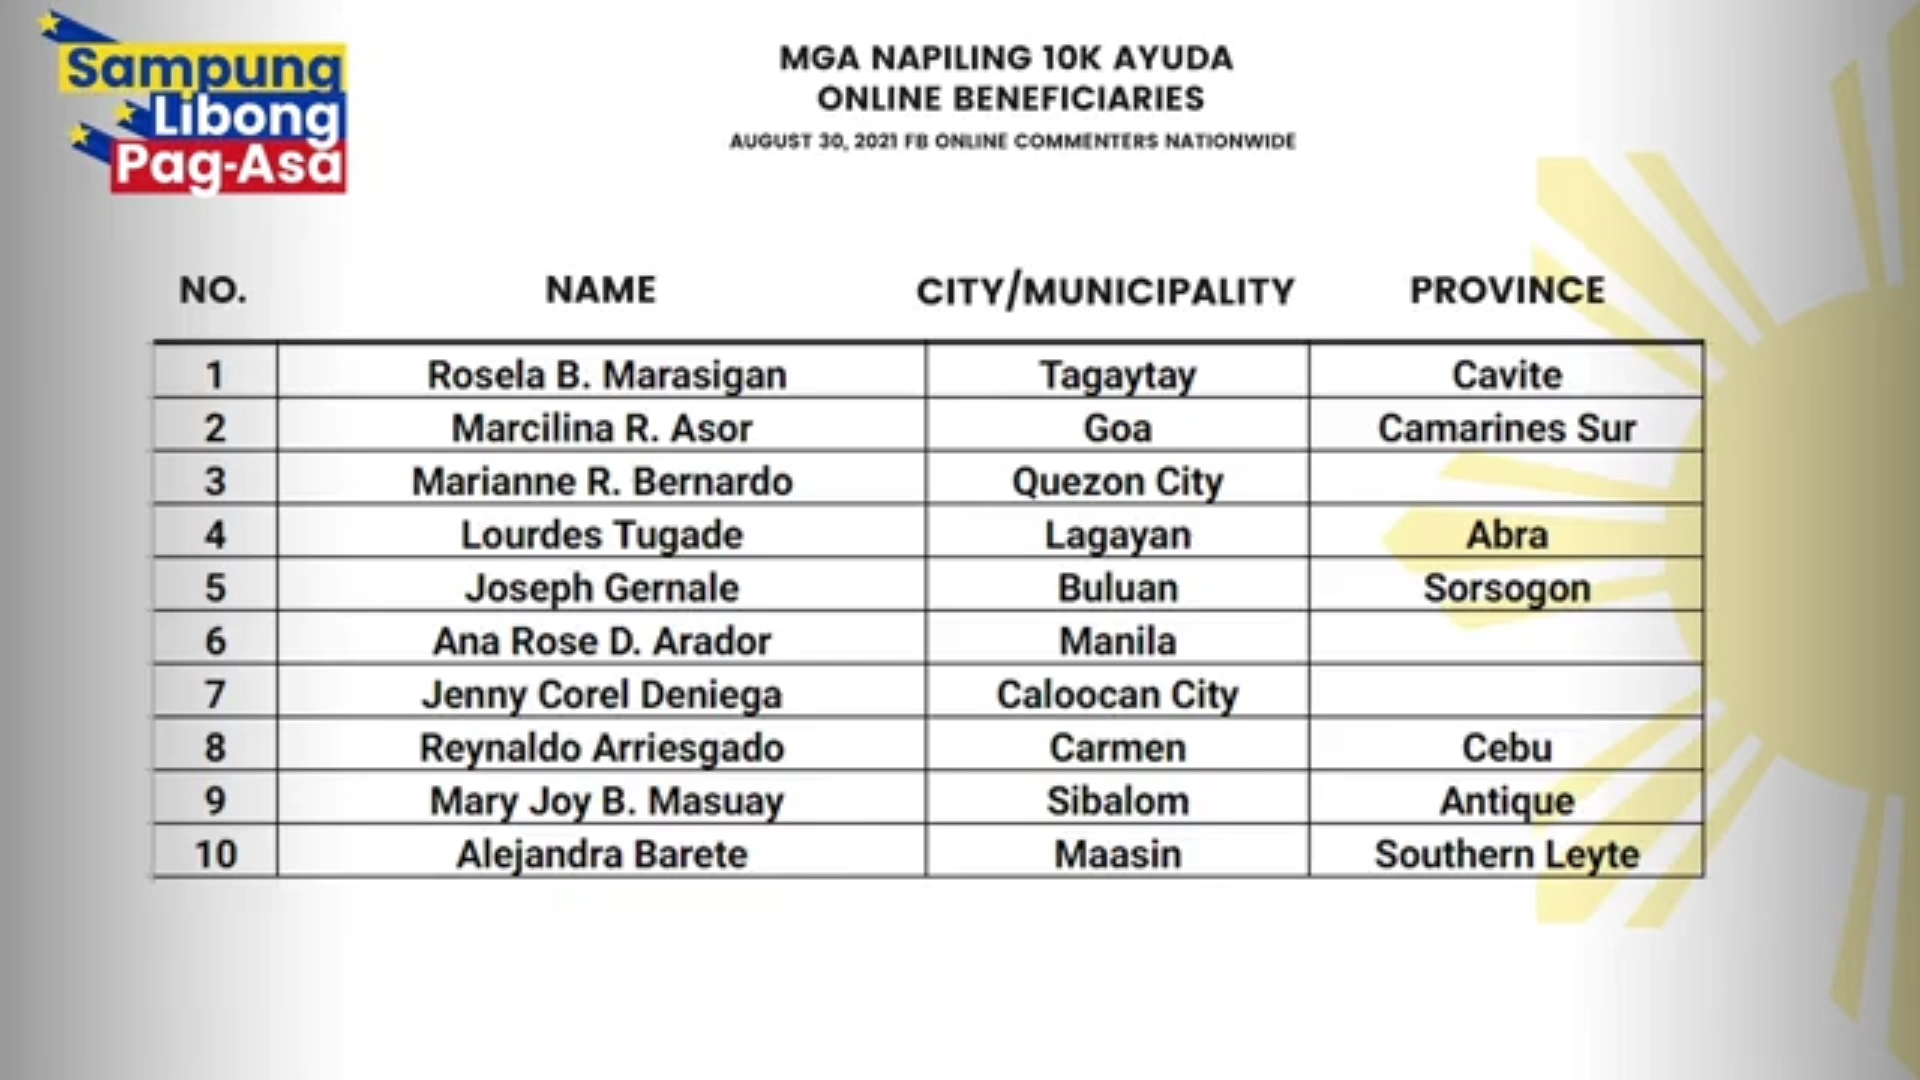 Sampung
Libong
Pag-Asa
MGA NAPILING 10K AYUDA
ONLINE BENEFICIARIES
AUGUST 30, 2021 FB ONLINE COMMENTERS NATIONWIDE
NO. NAME CITY/MUNICIPALITY PROVINCE
1 Rosela B. Marasigan Tagaytay Cavite
2 Marcilina R. Asor Goa Camarines Sur
3 Marianne R. Bernardo Quezon City
4 Lourdes Tugade Lagayan Abra
5 Joseph Gernale Buluan Sorsogon
6 Ana Rose D. Arador Manila
7 Jenny Corel Deniega Caloocan City
8 Reynaldo Arriesgado Carmen Cebu
9 Mary Joy B. Masuay Sibalom Antique
10 Alejandra Barete Maasin Southern Leyte